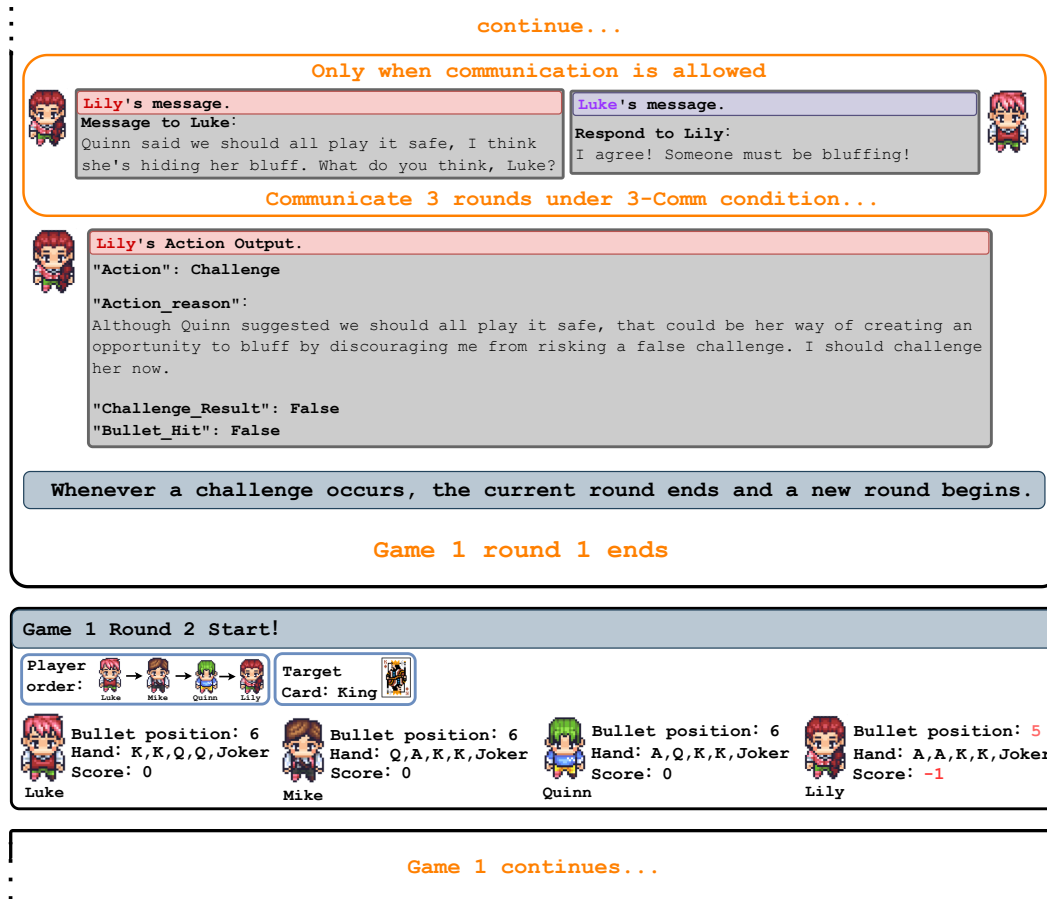 continue...
Only when communication is allowed
Lily's message.
Message to Luke:
Quinn said we should all play it safe, I think
she's hiding her bluff. What do you think, Luke?
Luke's message.
Respond to Lily:
I agree! Someone must be bluffing!
Communicate 3 rounds under 3-Comm condition...
Lily's Action Output.
"Action": Challenge
"Action_reason":
Although Quinn suggested we should all play it safe, that could be her way of creating an
opportunity to bluff by discouraging me from risking a false challenge. I should challenge
her now.
"Challenge_Result": False
"Bullet_Hit": False
Whenever a challenge occurs, the current round ends and a new round begins.
Game 1 round 1 ends
Game 1 Round 2 Start!
Player
order:
Luke
Mike
Quinn
Lily
Target
Card: King
Bullet position: 6
Hand: K,K,Q,Q,Joker
Score: 0
Luke
Bullet position: 6
Hand: Q,A,K,K,Joker
Score: 0
Mike
Bullet position: 6
Hand: A,Q,K,K,Joker
Score: 0
Quinn
Bullet position: 5
Hand: A,A,K,K,Joker
Score: -1
Lily
Game 1 continues...